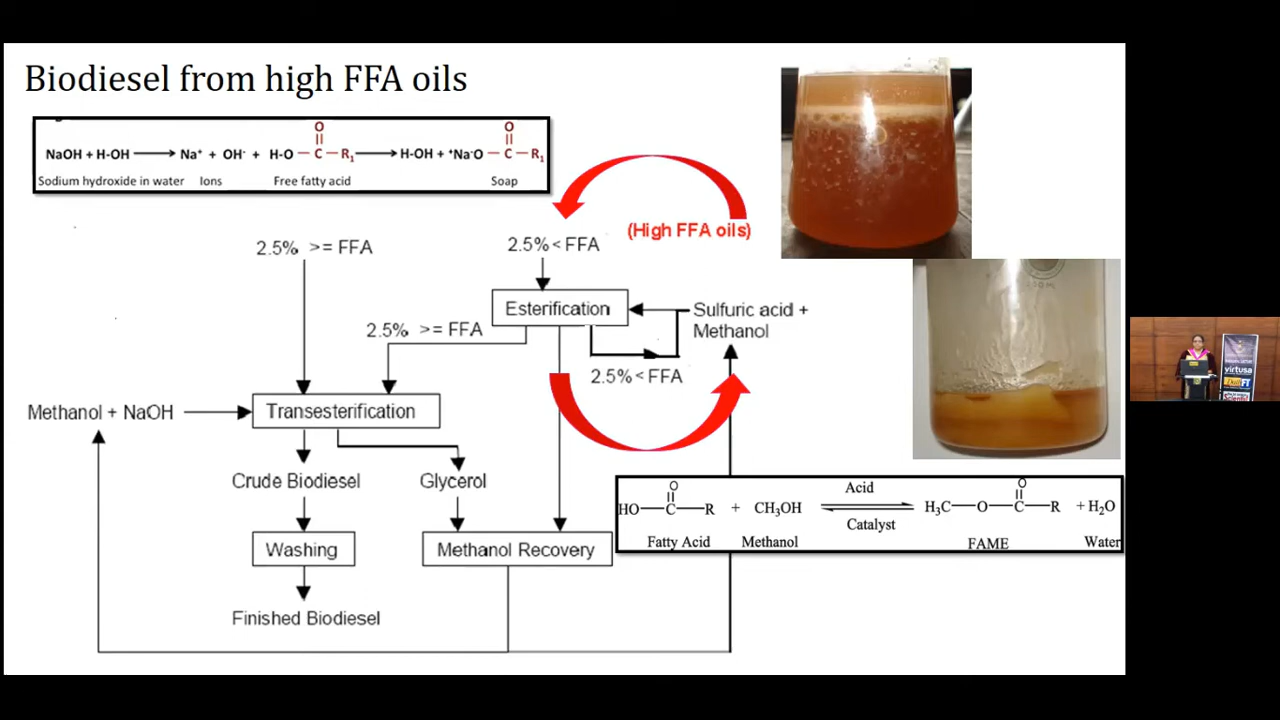 Biodiesel from high FFA oils
O
O
NaOH + H-OH → Na⁺ + OH⁻ + H-O — C — R₁ → H-OH + ⁺Na⁻O — C — R₁
Sodium hydroxide in water Ions Free fatty acid Soap
(High FFA oils)
2.5% >= FFA
2.5% < FFA
Esterification
Sulfuric acid +
Methanol
2.5% >= FFA
2.5% < FFA
Methanol + NaOH
Transesterification
Crude Biodiesel
Glycerol
Washing
Methanol Recovery
Finished Biodiesel
O
Acid
O
HO—C—R + CH₃OH ⇌ H₃C—O—C—R + H₂O
Catalyst
Fatty Acid Methanol FAME Water
virtusa